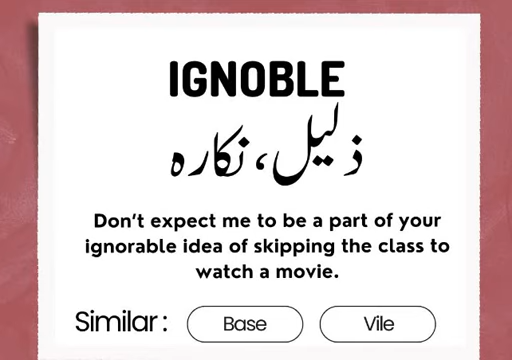 IGNOBLE
ذلیل، نکارہ
Don't expect me to be a part of your
ignorable idea of skipping the class to
watch a movie.
Similar: Base Vile